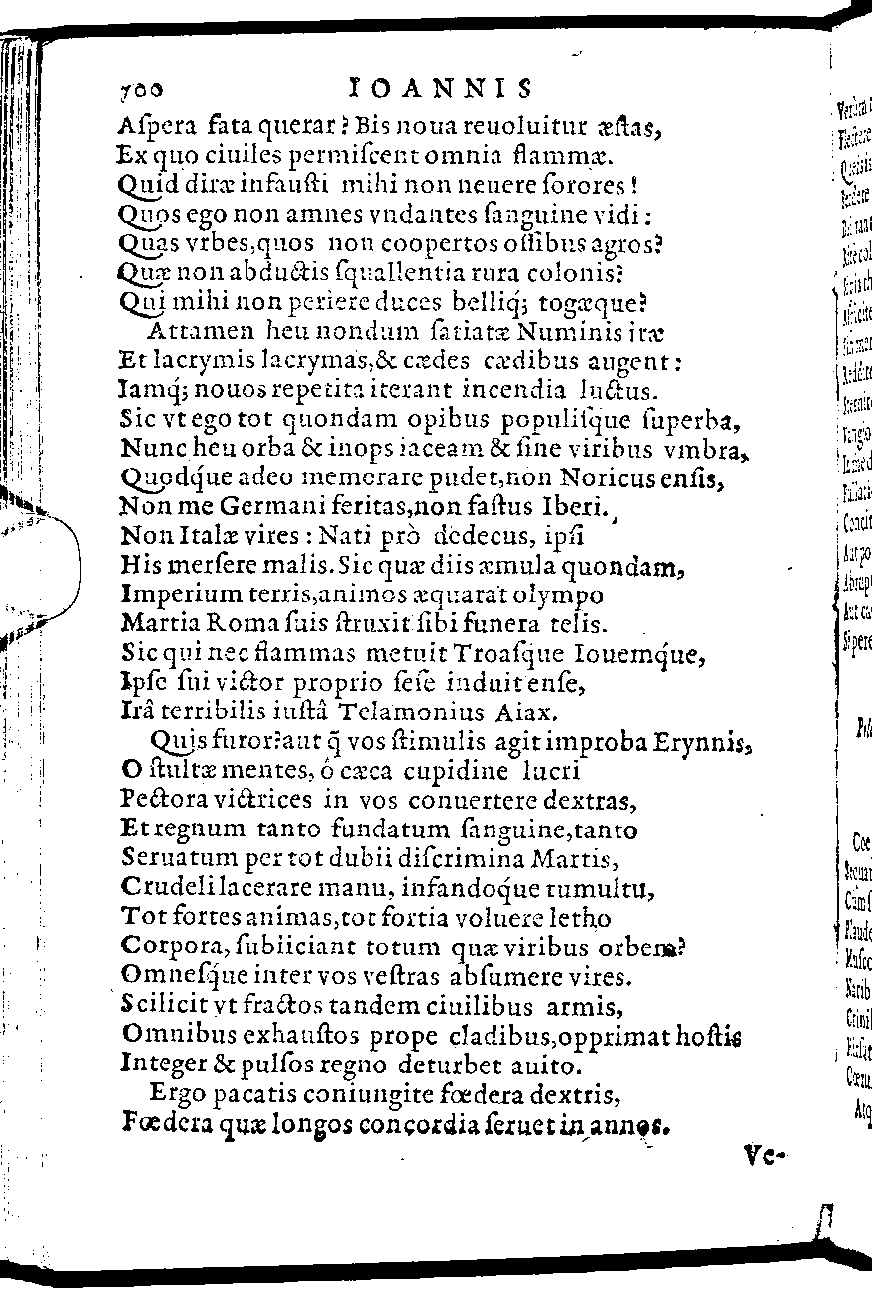 700 IOANNIS
Aſpera fata querar? Bis noua reuoluitur æſtas,
Ex quo ciuiles permiſcent omnia flammæ.
Quid diræ infauſti mihi non neuere ſorores!
Quos ego non amnes vndantes ſanguine vidi:
Quas vrbes,quos non coopertos oſſibus agros?
Quæ non abductis ſquallentia rura colonis?
Qui mihi non perìere duces belliq́; togæque?
Attamen heu nondum ſatiatæ Numinis iræ
Et lacrymis lacrymas,& cædes cædibus augent:
Iamq́; nouos repetita iterant incendia luctus.
Sic vt ego tot quondam opibus populiſque ſuperba,
Nunc heu orba & inops iaceam & ſine viribus vmbra,
Quodq́ue adeo memorare pudet,non Noricus enſis,
Non me Germani feritas,non faſtus Iberi.
Non Italæ vires: Nati prò dedecus, ipſi
His merſere malis. Sic quæ diis æmula quondam,
Imperium terris,animos æquarat olympo
Martia Roma ſuis ſtruxit ſibi funera telis.
Sic qui nec flammas metuit Troaſque Iouemq́ue,
Ipſe ſui victor proprio ſeſe induit enſe,
Irâ terribilis iuſtâ Telamonius Aiax.
Quis furor?aut q̃ vos ſtimulis agit improba Erynnis,
O ſtultæ mentes, ó cæca cupidine lucri
Pectora victrices in vos conuertere dextras,
Et regnum tanto fundatum ſanguine,tanto
Seruatum per tot dubii diſcrimina Martis,
Crudeli lacerare manu, infandoq́ue tumultu,
Tot fortes animas,tot fortia voluere letho
Corpora, ſubiiciant totum quæ viribus orbem?
Omneſq́ue inter vos veſtras abſumere vires.
Scilicit vt fractos tandem ciuilibus armis,
Omnibus exhauſtos prope cladibus,opprimat hoſtis
Integer & pulſos regno deturbet auito.
Ergo pacatis coniungite fœdera dextris,
Fœdera quæ longos concordia ſeruet in annos.
Ve-